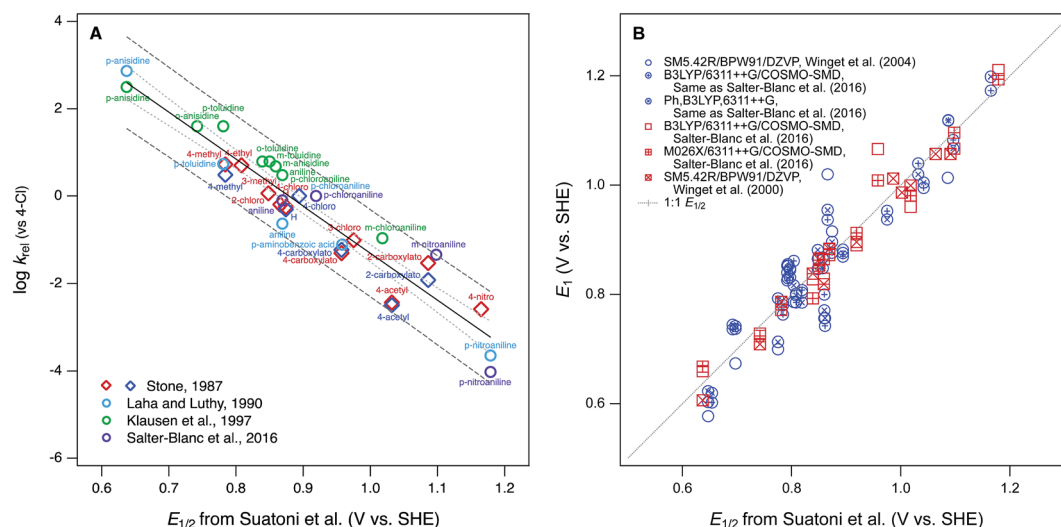 A
4
2
0
-2
-4
-6
log krel (vs 4-Cl)
p-anisidine
p-anisidine
p-toluidine
o-anisidine
o-toluidine
m-toluidine
m-anisidine
aniline
4-methyl
4-ethyl
p-toluidine
4-methyl
3-methyl
4-chloro
p-chloroaniline
p-chloroaniline
4-chloro
2-chloro
aniline
H
aniline
3-chloro
m-chloroaniline
p-aminobenzoic acid
4-carboxylato
4-carboxylato
2-carboxylato
2-carboxylato
m-nitroaniline
4-acetyl
4-acetyl
4-nitro
p-nitroaniline
p-nitroaniline
Stone, 1987
Laha and Luthy, 1990
Klausen et al., 1997
Salter-Blanc et al., 2016
0.6 0.7 0.8 0.9 1.0 1.1 1.2
E1/2 from Suatoni et al. (V vs. SHE)
B
SM5.42R/BPW91/DZVP, Winget et al. (2004)
B3LYP/6311++G/COSMO-SMD,
Same as Salter-Blanc et al. (2016)
Ph,B3LYP,6311++G,
Same as Salter-Blanc et al. (2016)
B3LYP/6311++G/COSMO-SMD,
Salter-Blanc et al. (2016)
M026X/6311++G/COSMO-SMD,
Salter-Blanc et al. (2016)
SM5.42R/BPW91/DZVP,
Winget et al. (2000)
1:1 E1/2
1.2
1.0
0.8
0.6
E1 (V vs. SHE)
0.6 0.8 1.0 1.2
E1/2 from Suatoni et al. (V vs. SHE)